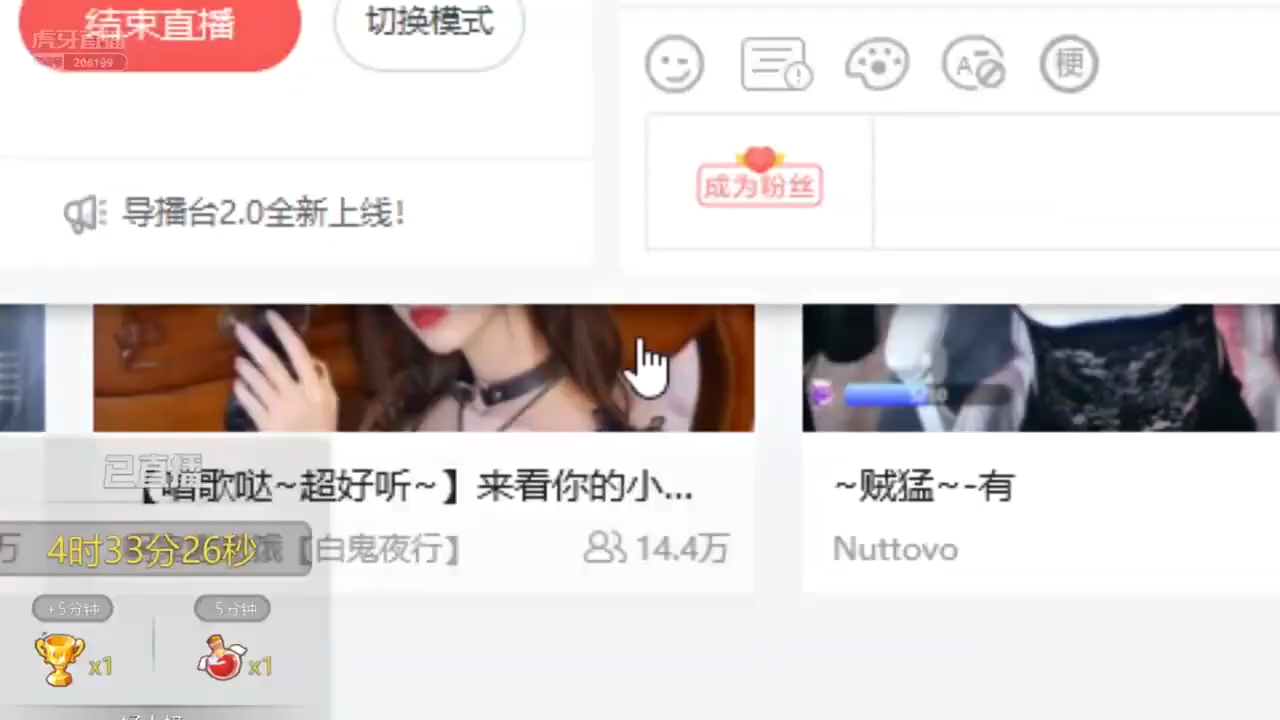 结束直播
切换模式
虎牙直播
206199
梗
成为粉丝
导播台2.0全新上线!
已直播
【唱歌哒~超好听~】来看你的小...
~贼猛~-有
万
4时33分26秒
【白鬼夜行】
14.4万
Nuttovo
+5分钟
5分钟
x1
x1